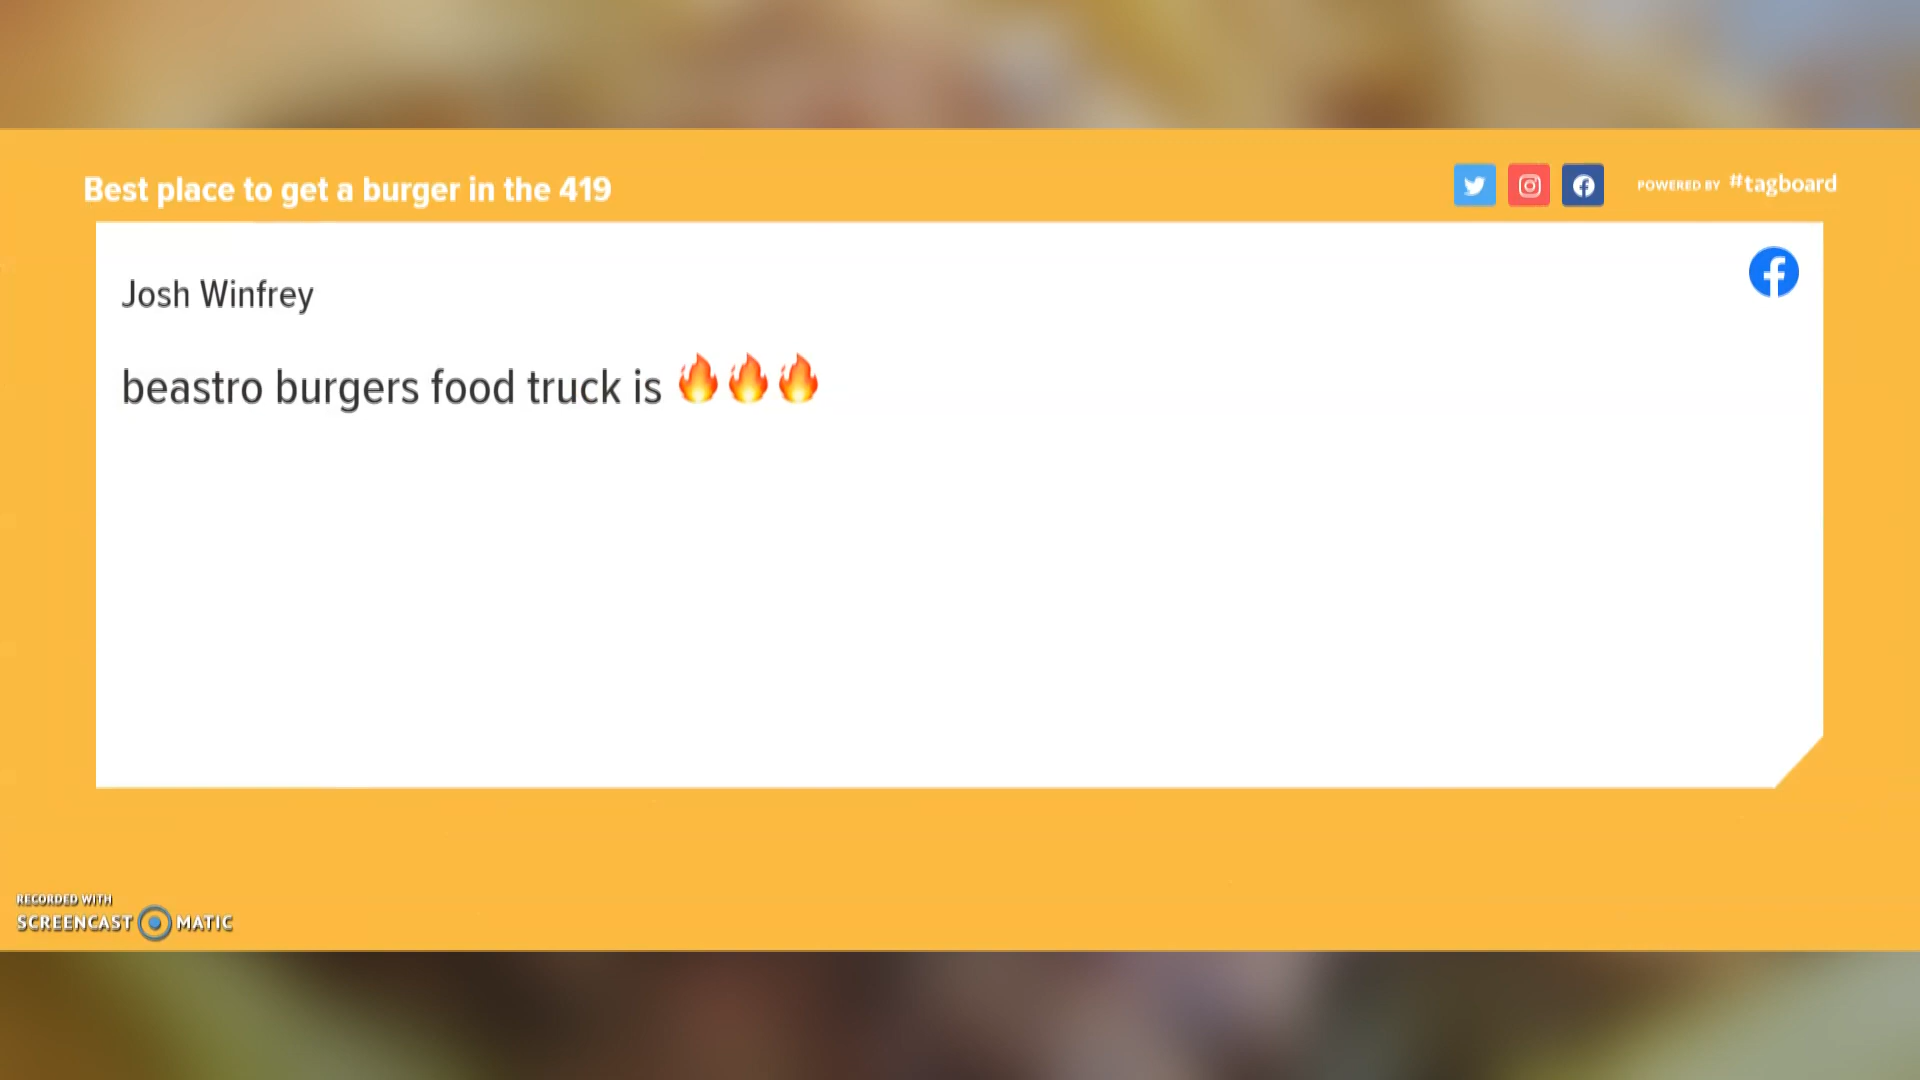 Best place to get a burger in the 419
POWERED BY #tagboard
Josh Winfrey
beastro burgers food truck is 🔥🔥🔥
RECORDED WITH
SCREENCAST MATIC